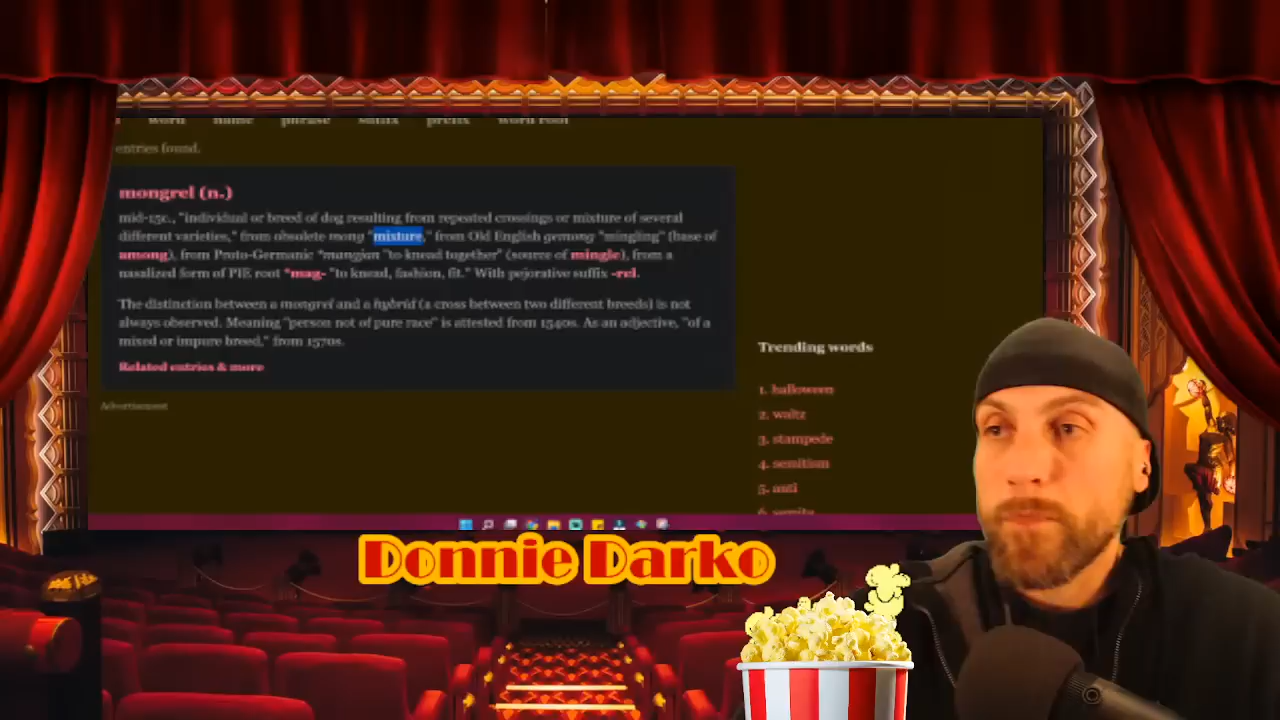 word name phrase suffix prefix word root
entries found.
mongrel (n.)
mid-15c., "individual or breed of dog resulting from repeated crossings or mixture of several
different varieties," from obsolete mong "mixture," from Old English gemong "mingling" (base of
among), from Proto-Germanic *mangjan "to knead together" (source of mingle), from a
nasalized form of PIE root *mag- "to knead, fashion, fit." With pejorative suffix -rel.
The distinction between a mongrel and a hybrid (a cross between two different breeds) is not
always observed. Meaning "person not of pure race" is attested from 1540s. As an adjective, "of a
mixed or impure breed," from 1570s.
Related entries & more
Advertisement
Trending words
1. halloween
2. waltz
3. stampede
4. semitism
5. anti
6. semite
Donnie Darko